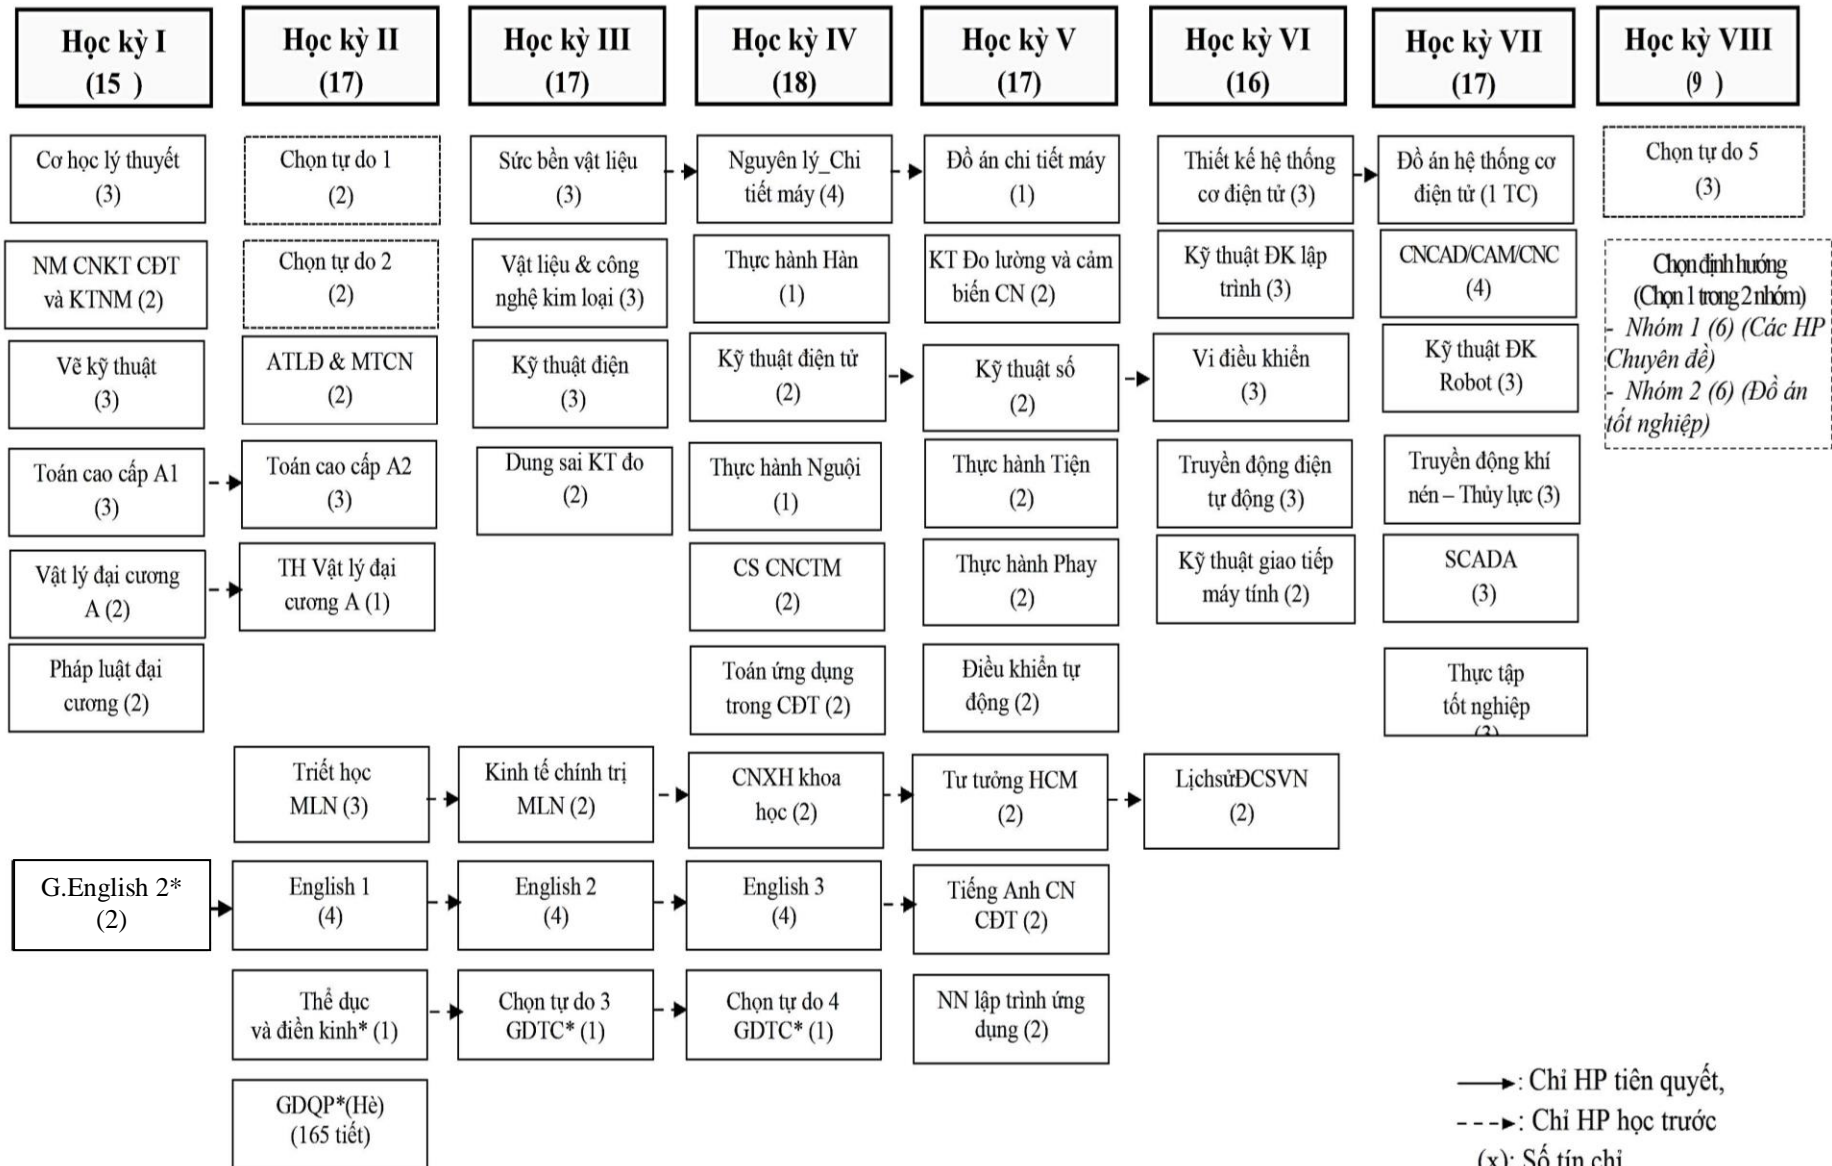 Học kỳ I
(15 )
Học kỳ II
(17)
Học kỳ III
(17)
Học kỳ IV
(18)
Học kỳ V
(17)
Học kỳ VI
(16)
Học kỳ VII
(17)
Học kỳ VIII
(9 )
Cơ học lý thuyết
(3)
Chọn tự do 1
(2)
Sức bền vật liệu
(3)
Nguyên lý_Chi
tiết máy (4)
Đồ án chi tiết máy
(1)
Thiết kế hệ thống
cơ điện tử (3)
Đồ án hệ thống cơ
điện tử (1 TC)
Chọn tự do 5
(3)
NM CNKT CĐT
và KTNM (2)
Chọn tự do 2
(2)
Vật liệu & công
nghệ kim loại (3)
Thực hành Hàn
(1)
KT Đo lường và cảm
biến CN (2)
Kỹ thuật ĐK lập
trình (3)
CNCAD/CAM/CNC
(4)
Chọn định hướng
(Chọn 1 trong 2 nhóm)
- Nhóm 1 (6) (Các HP
Chuyên đề)
- Nhóm 2 (6) (Đồ án
tốt nghiệp)
Vẽ kỹ thuật
(3)
ATLĐ & MTCN
(2)
Kỹ thuật điện
(3)
Kỹ thuật điện tử
(2)
Kỹ thuật số
(2)
Vi điều khiển
(3)
Kỹ thuật ĐK
Robot (3)
Toán cao cấp A1
(3)
Toán cao cấp A2
(3)
Dung sai KT đo
(2)
Thực hành Nguội
(1)
Thực hành Tiện
(2)
Truyền động điện
tự động (3)
Truyền động khí
nén – Thủy lực (3)
Vật lý đại cương
A (2)
TH Vật lý đại
cương A (1)
CS CNCTM
(2)
Thực hành Phay
(2)
Kỹ thuật giao tiếp
máy tính (2)
SCADA
(3)
Pháp luật đại
cương (2)
Toán ứng dụng
trong CĐT (2)
Điều khiển tự
động (2)
Thực tập
tốt nghiệp
Triết học
MLN (3)
Kinh tế chính trị
MLN (2)
CNXH khoa
học (2)
Tư tưởng HCM
(2)
LịchsửĐCSVN
(2)
G.English 2*
(2)
English 1
(4)
English 2
(4)
English 3
(4)
Tiếng Anh CN
CĐT (2)
Thể dục
và điền kinh* (1)
Chọn tự do 3
GDTC* (1)
Chọn tự do 4
GDTC* (1)
NN lập trình ứng
dụng (2)
GDQP*(Hè)
(165 tiết)
: Chỉ HP tiên quyết,
: Chỉ HP học trước
(x): Số tín chỉ